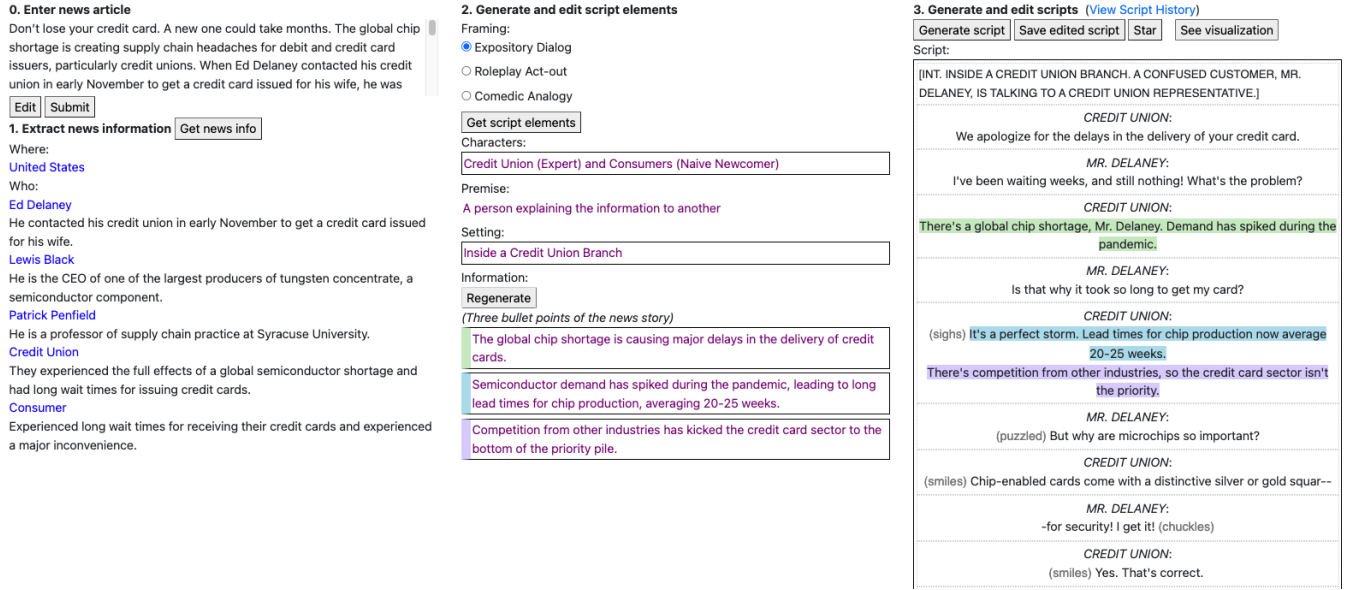 0. Enter news article
Don't lose your credit card. A new one could take months. The global chip
shortage is creating supply chain headaches for debit and credit card
issuers, particularly credit unions. When Ed Delaney contacted his credit
union in early November to get a credit card issued for his wife, he was
Edit Submit
1. Extract news information Get news info
Where:
United States
Who:
Ed Delaney
He contacted his credit union in early November to get a credit card issued
for his wife.
Lewis Black
He is the CEO of one of the largest producers of tungsten concentrate, a
semiconductor component.
Patrick Penfield
He is a professor of supply chain practice at Syracuse University.
Credit Union
They experienced the full effects of a global semiconductor shortage and
had long wait times for issuing credit cards.
Consumer
Experienced long wait times for receiving their credit cards and experienced
a major inconvenience.
2. Generate and edit script elements
Framing:
Expository Dialog
Roleplay Act-out
Comedic Analogy
Get script elements
Characters:
Credit Union (Expert) and Consumers (Naive Newcomer)
Premise:
A person explaining the information to another
Setting:
Inside a Credit Union Branch
Information:
Regenerate
(Three bullet points of the news story)
The global chip shortage is causing major delays in the delivery of credit
cards.
Semiconductor demand has spiked during the pandemic, leading to long
lead times for chip production, averaging 20-25 weeks.
Competition from other industries has kicked the credit card sector to the
bottom of the priority pile.
3. Generate and edit scripts (View Script History)
Generate script Save edited script Star See visualization
Script:
[INT. INSIDE A CREDIT UNION BRANCH. A CONFUSED CUSTOMER, MR.
DELANEY, IS TALKING TO A CREDIT UNION REPRESENTATIVE.]
CREDIT UNION:
We apologize for the delays in the delivery of your credit card.
MR. DELANEY:
I've been waiting weeks, and still nothing! What's the problem?
CREDIT UNION:
There's a global chip shortage, Mr. Delaney. Demand has spiked during the
pandemic.
MR. DELANEY:
Is that why it took so long to get my card?
CREDIT UNION:
(sighs) It's a perfect storm. Lead times for chip production now average
20-25 weeks.
There's competition from other industries, so the credit card sector isn't
the priority.
MR. DELANEY:
(puzzled) But why are microchips so important?
CREDIT UNION:
(smiles) Chip-enabled cards come with a distinctive silver or gold squar--
MR. DELANEY:
-for security! I get it! (chuckles)
CREDIT UNION:
(smiles) Yes. That's correct.